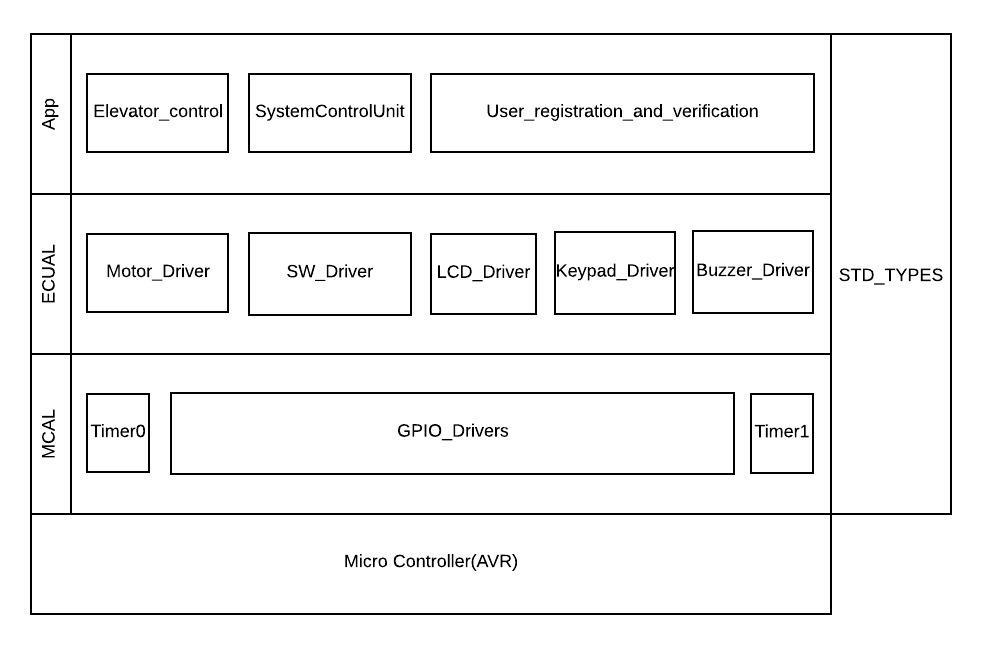 App
Elevator_control
SystemControlUnit
User_registration_and_verification
ECUAL
Motor_Driver
SW_Driver
LCD_Driver
Keypad_Driver
Buzzer_Driver
STD_TYPES
MCAL
Timer0
GPIO_Drivers
Timer1
Micro Controller(AVR)